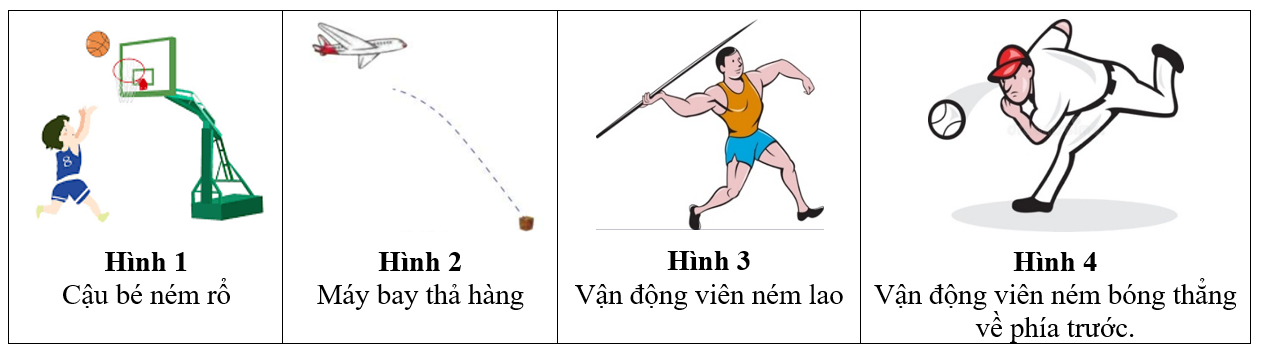 8
Hình 1
Cậu bé ném rổ
Hình 2
Máy bay thả hàng
Hình 3
Vận động viên ném lao
Hình 4
Vận động viên ném bóng thẳng
về phía trước.